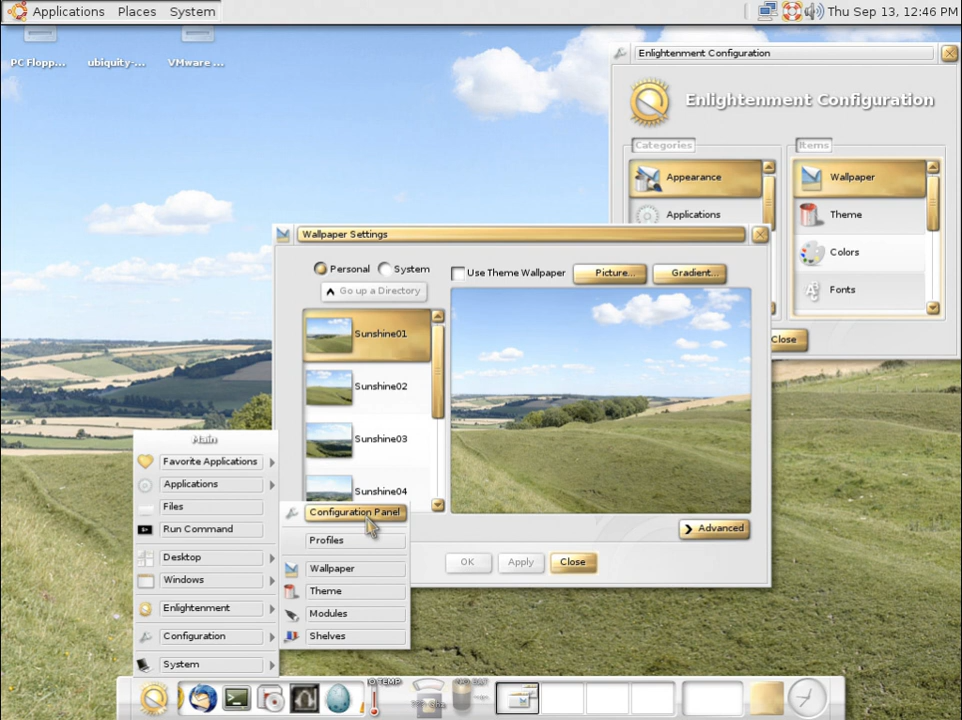 Applications Places System
Thu Sep 13, 12:46 PM
PC Flopp... ubiquity-... VMware ...
Enlightenment Configuration
Enlightenment Configuration
Categories
Items
Appearance
Applications
Wallpaper
Theme
Colors
Fonts
Close
Wallpaper Settings
Personal System
Go up a Directory
Use Theme Wallpaper
Picture...
Gradient...
Sunshine01
Sunshine02
Sunshine03
Sunshine04
Advanced
OK
Apply
Close
Main
Favorite Applications
Applications
Files
Run Command
Desktop
Windows
Enlightenment
Configuration
System
Configuration Panel
Profiles
Wallpaper
Theme
Modules
Shelves
TEMP